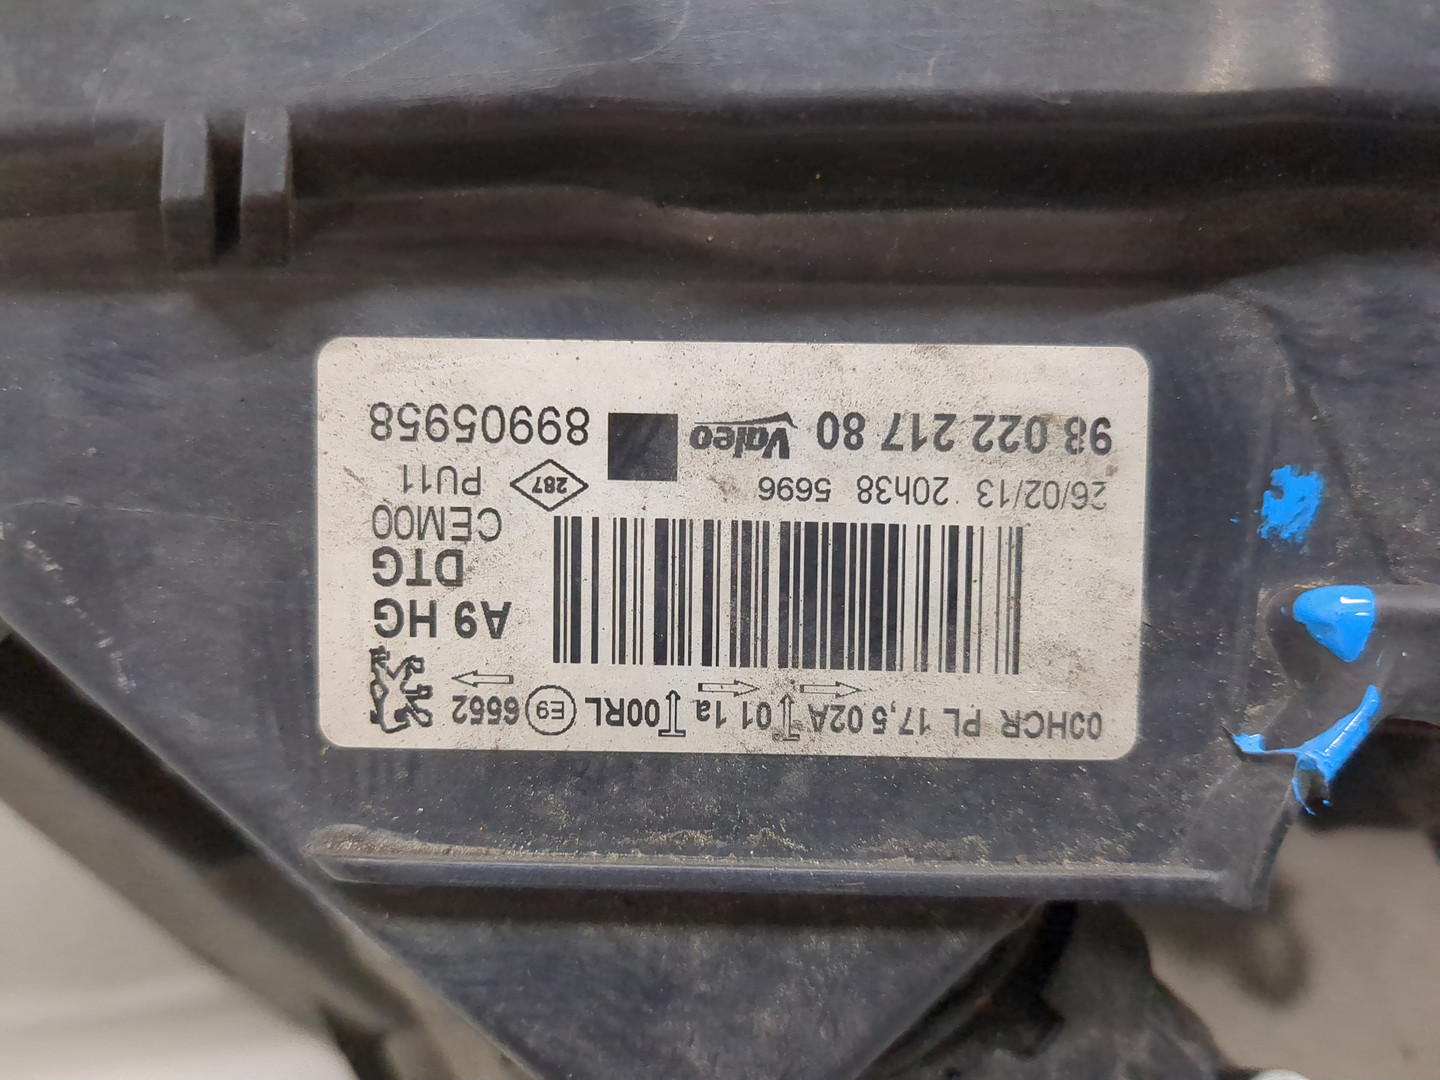 00HCR PL 17,5 02A 01 1a 00RL E9 6552
A9 HG
DTG
CEM00
PU11
287
26/02/13 20h38 5696
98 022 217 80 Valeo 89905958